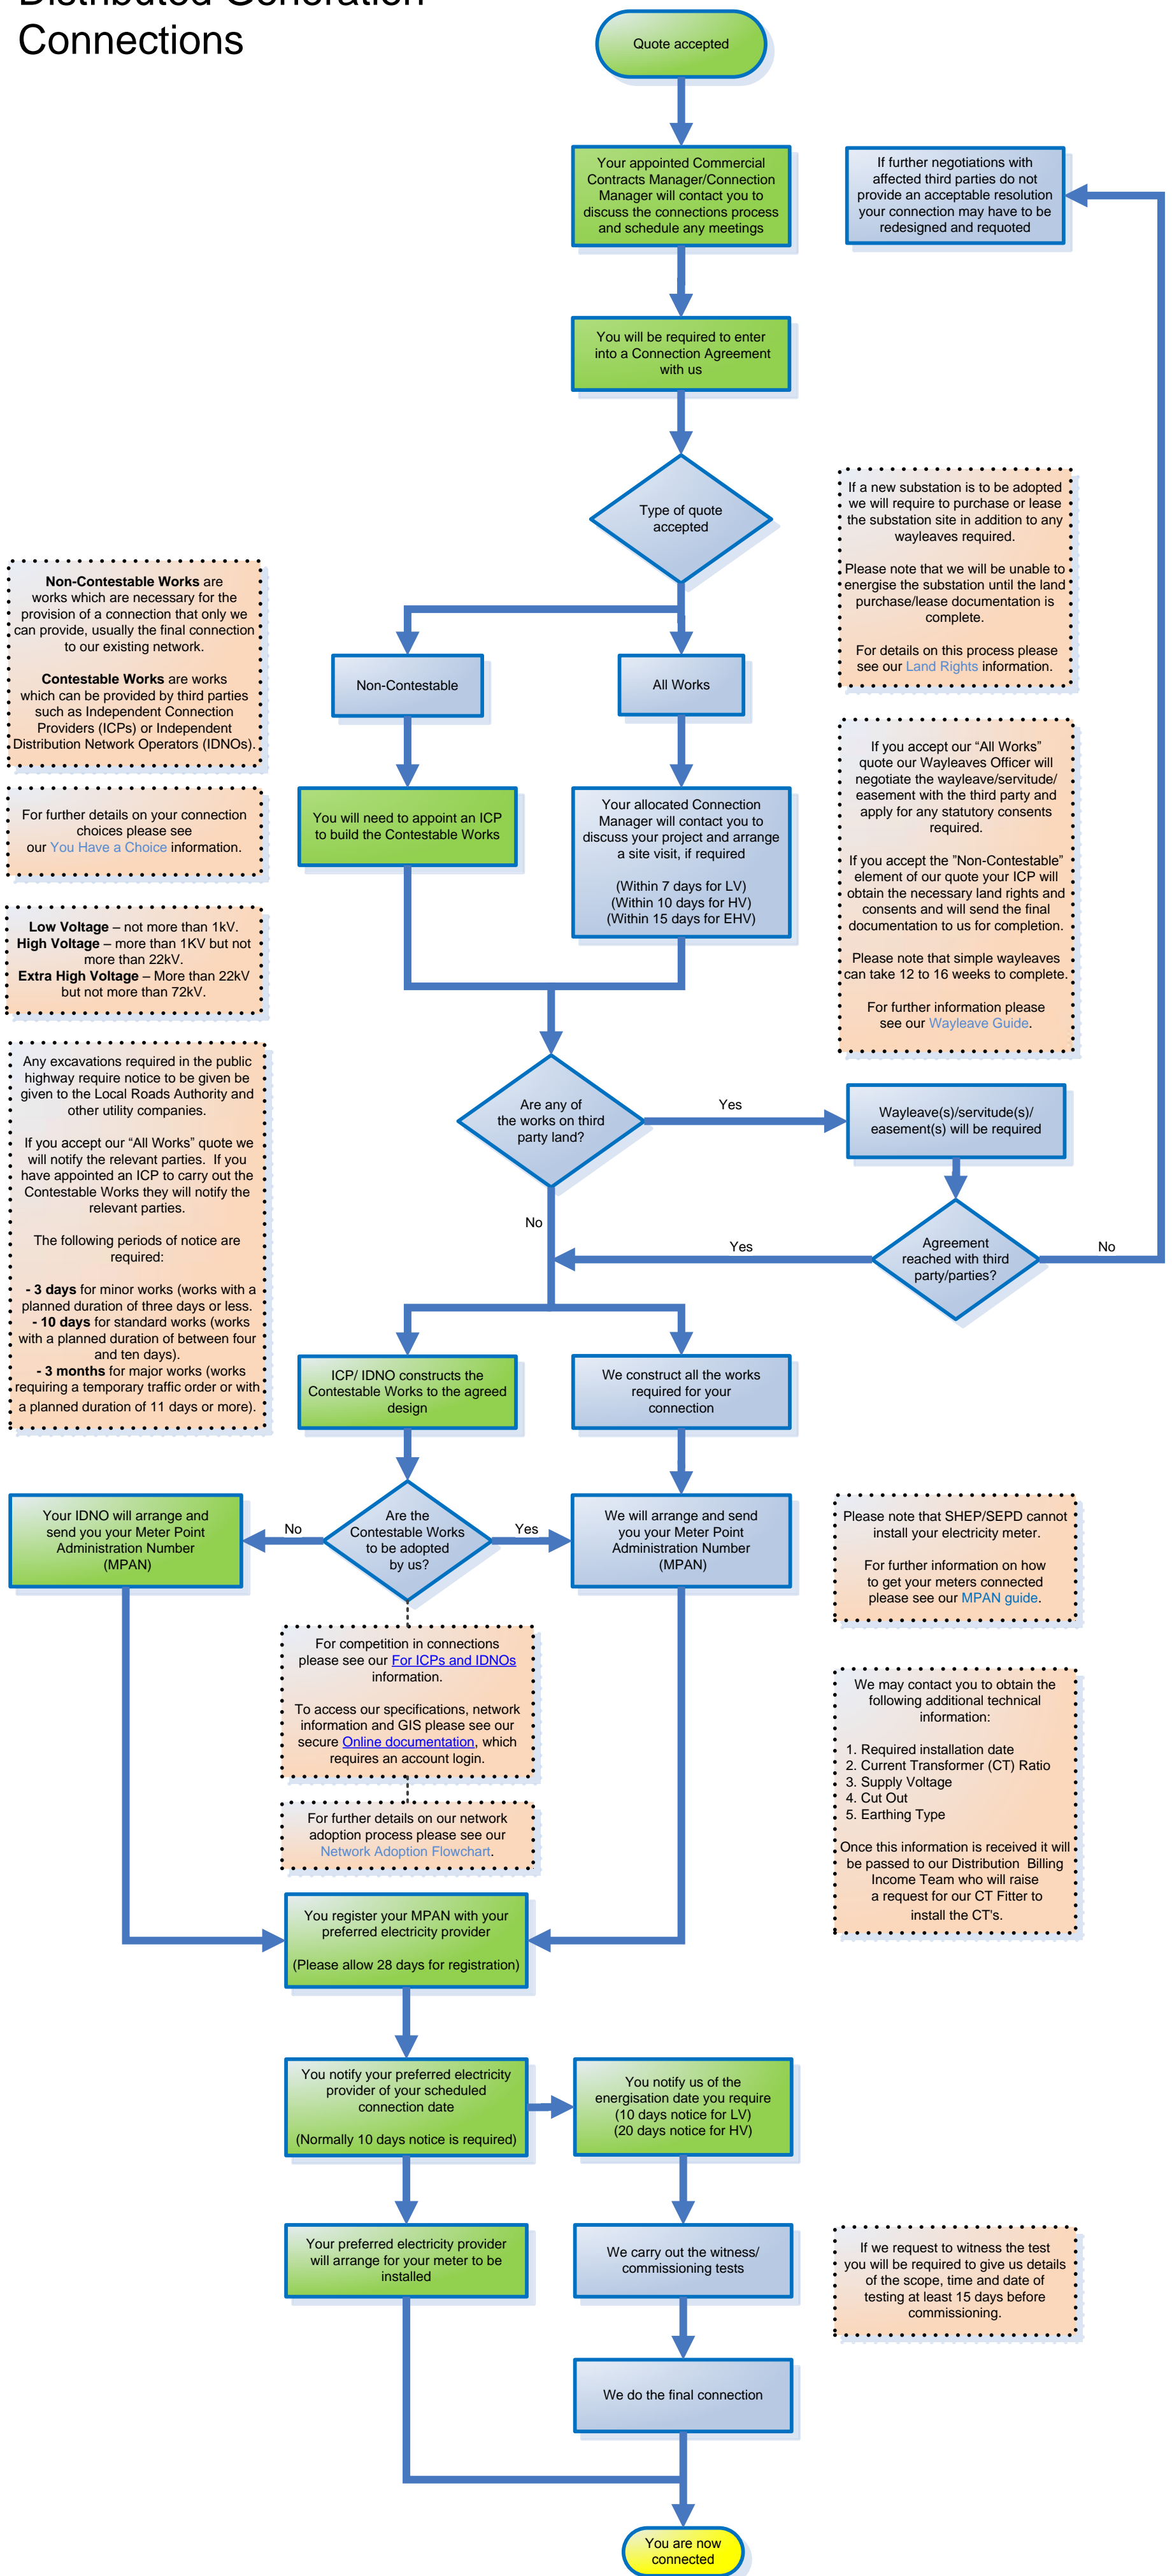 Distributed Generation
Connections
Quote accepted
Your appointed Commercial
Contracts Manager/Connection
Manager will contact you to
discuss the connections process
and schedule any meetings
If further negotiations with
affected third parties do not
provide an acceptable resolution
your connection may have to be
redesigned and requoted
You will be required to enter
into a Connection Agreement
with us
Type of quote
accepted
If a new substation is to be adopted
we will require to purchase or lease
the substation site in addition to any
wayleaves required.
Please note that we will be unable to
energise the substation until the land
purchase/lease documentation is
complete.
For details on this process please
see our Land Rights information.
Non-Contestable Works are
works which are necessary for the
provision of a connection that only we
can provide, usually the final connection
to our existing network.
Contestable Works are works
which can be provided by third parties
such as Independent Connection
Providers (ICPs) or Independent
Distribution Network Operators (IDNOs).
Non-Contestable
All Works
If you accept our “All Works”
quote our Wayleaves Officer will
negotiate the wayleave/servitude/
easement with the third party and
apply for any statutory consents
required.
If you accept the ”Non-Contestable”
element of our quote your ICP will
obtain the necessary land rights and
consents and will send the final
documentation to us for completion.
Please note that simple wayleaves
can take 12 to 16 weeks to complete.
For further information please
see our Wayleave Guide.
For further details on your connection
choices please see
our You Have a Choice information.
You will need to appoint an ICP
to build the Contestable Works
Your allocated Connection
Manager will contact you to
discuss your project and arrange
a site visit, if required
(Within 7 days for LV)
(Within 10 days for HV)
(Within 15 days for EHV)
Low Voltage – not more than 1kV.
High Voltage – more than 1KV but not
more than 22kV.
Extra High Voltage – More than 22kV
but not more than 72kV.
Any excavations required in the public
highway require notice to be given be
given to the Local Roads Authority and
other utility companies.
If you accept our “All Works” quote we
will notify the relevant parties. If you
have appointed an ICP to carry out the
Contestable Works they will notify the
relevant parties.
The following periods of notice are
required:
- 3 days for minor works (works with a
planned duration of three days or less.
- 10 days for standard works (works
with a planned duration of between four
and ten days).
- 3 months for major works (works
requiring a temporary traffic order or with
a planned duration of 11 days or more).
Are any of
the works on third
party land?
Yes
Wayleave(s)/servitude(s)/
easement(s) will be required
No
Yes
Agreement
reached with third
party/parties?
No
ICP/ IDNO constructs the
Contestable Works to the agreed
design
We construct all the works
required for your
connection
Your IDNO will arrange and
send you your Meter Point
Administration Number
(MPAN)
No
Are the
Contestable Works
to be adopted
by us?
Yes
We will arrange and send
you your Meter Point
Administration Number
(MPAN)
Please note that SHEP/SEPD cannot
install your electricity meter.
For further information on how
to get your meters connected
please see our MPAN guide.
For competition in connections
please see our For ICPs and IDNOs
information.
To access our specifications, network
information and GIS please see our
secure Online documentation, which
requires an account login.
We may contact you to obtain the
following additional technical
information:
1. Required installation date
2. Current Transformer (CT) Ratio
3. Supply Voltage
4. Cut Out
5. Earthing Type
Once this information is received it will
be passed to our Distribution Billing
Income Team who will raise
a request for our CT Fitter to
install the CT's.
For further details on our network
adoption process please see our
Network Adoption Flowchart.
You register your MPAN with your
preferred electricity provider
(Please allow 28 days for registration)
You notify your preferred electricity
provider of your scheduled
connection date
(Normally 10 days notice is required)
You notify us of the
energisation date you require
(10 days notice for LV)
(20 days notice for HV)
Your preferred electricity provider
will arrange for your meter to be
installed
We carry out the witness/
commissioning tests
If we request to witness the test
you will be required to give us details
of the scope, time and date of
testing at least 15 days before
commissioning.
We do the final connection
You are now
connected